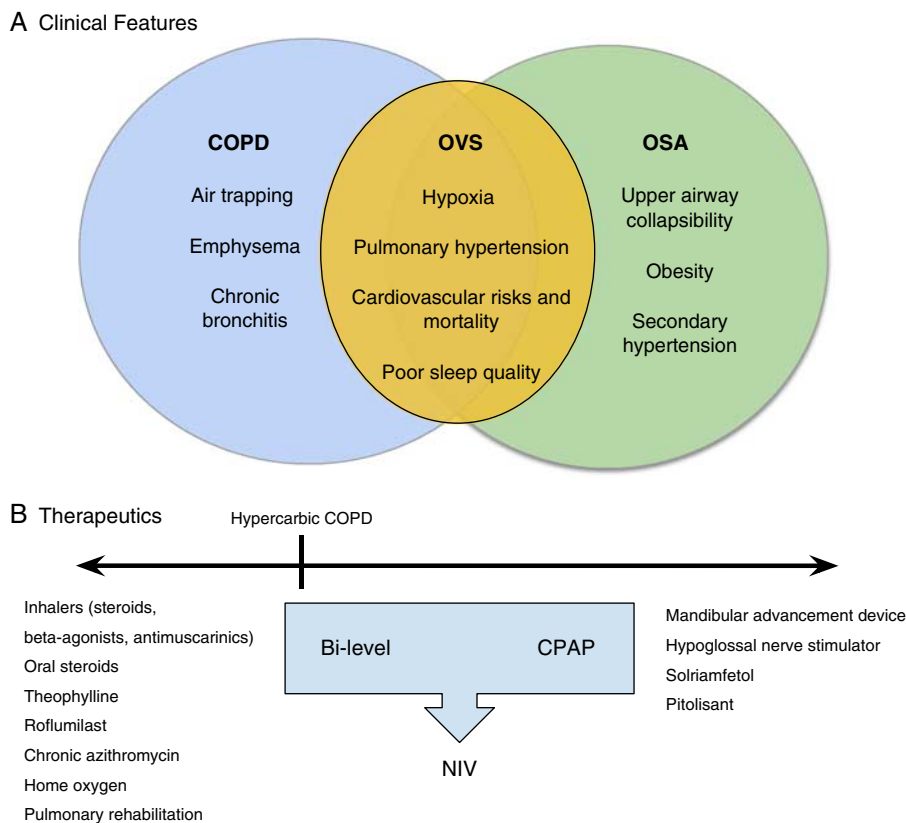 A Clinical Features
COPD
Air trapping
Emphysema
Chronic
bronchitis
OVS
Hypoxia
Pulmonary hypertension
Cardiovascular risks and
mortality
Poor sleep quality
OSA
Upper airway
collapsibility
Obesity
Secondary
hypertension
B Therapeutics
Hypercarbic COPD
Inhalers (steroids,
beta-agonists, antimuscarinics)
Oral steroids
Theophylline
Roflumilast
Chronic azithromycin
Home oxygen
Pulmonary rehabilitation
Bi-level
CPAP
NIV
Mandibular advancement device
Hypoglossal nerve stimulator
Solriamfetol
Pitolisant